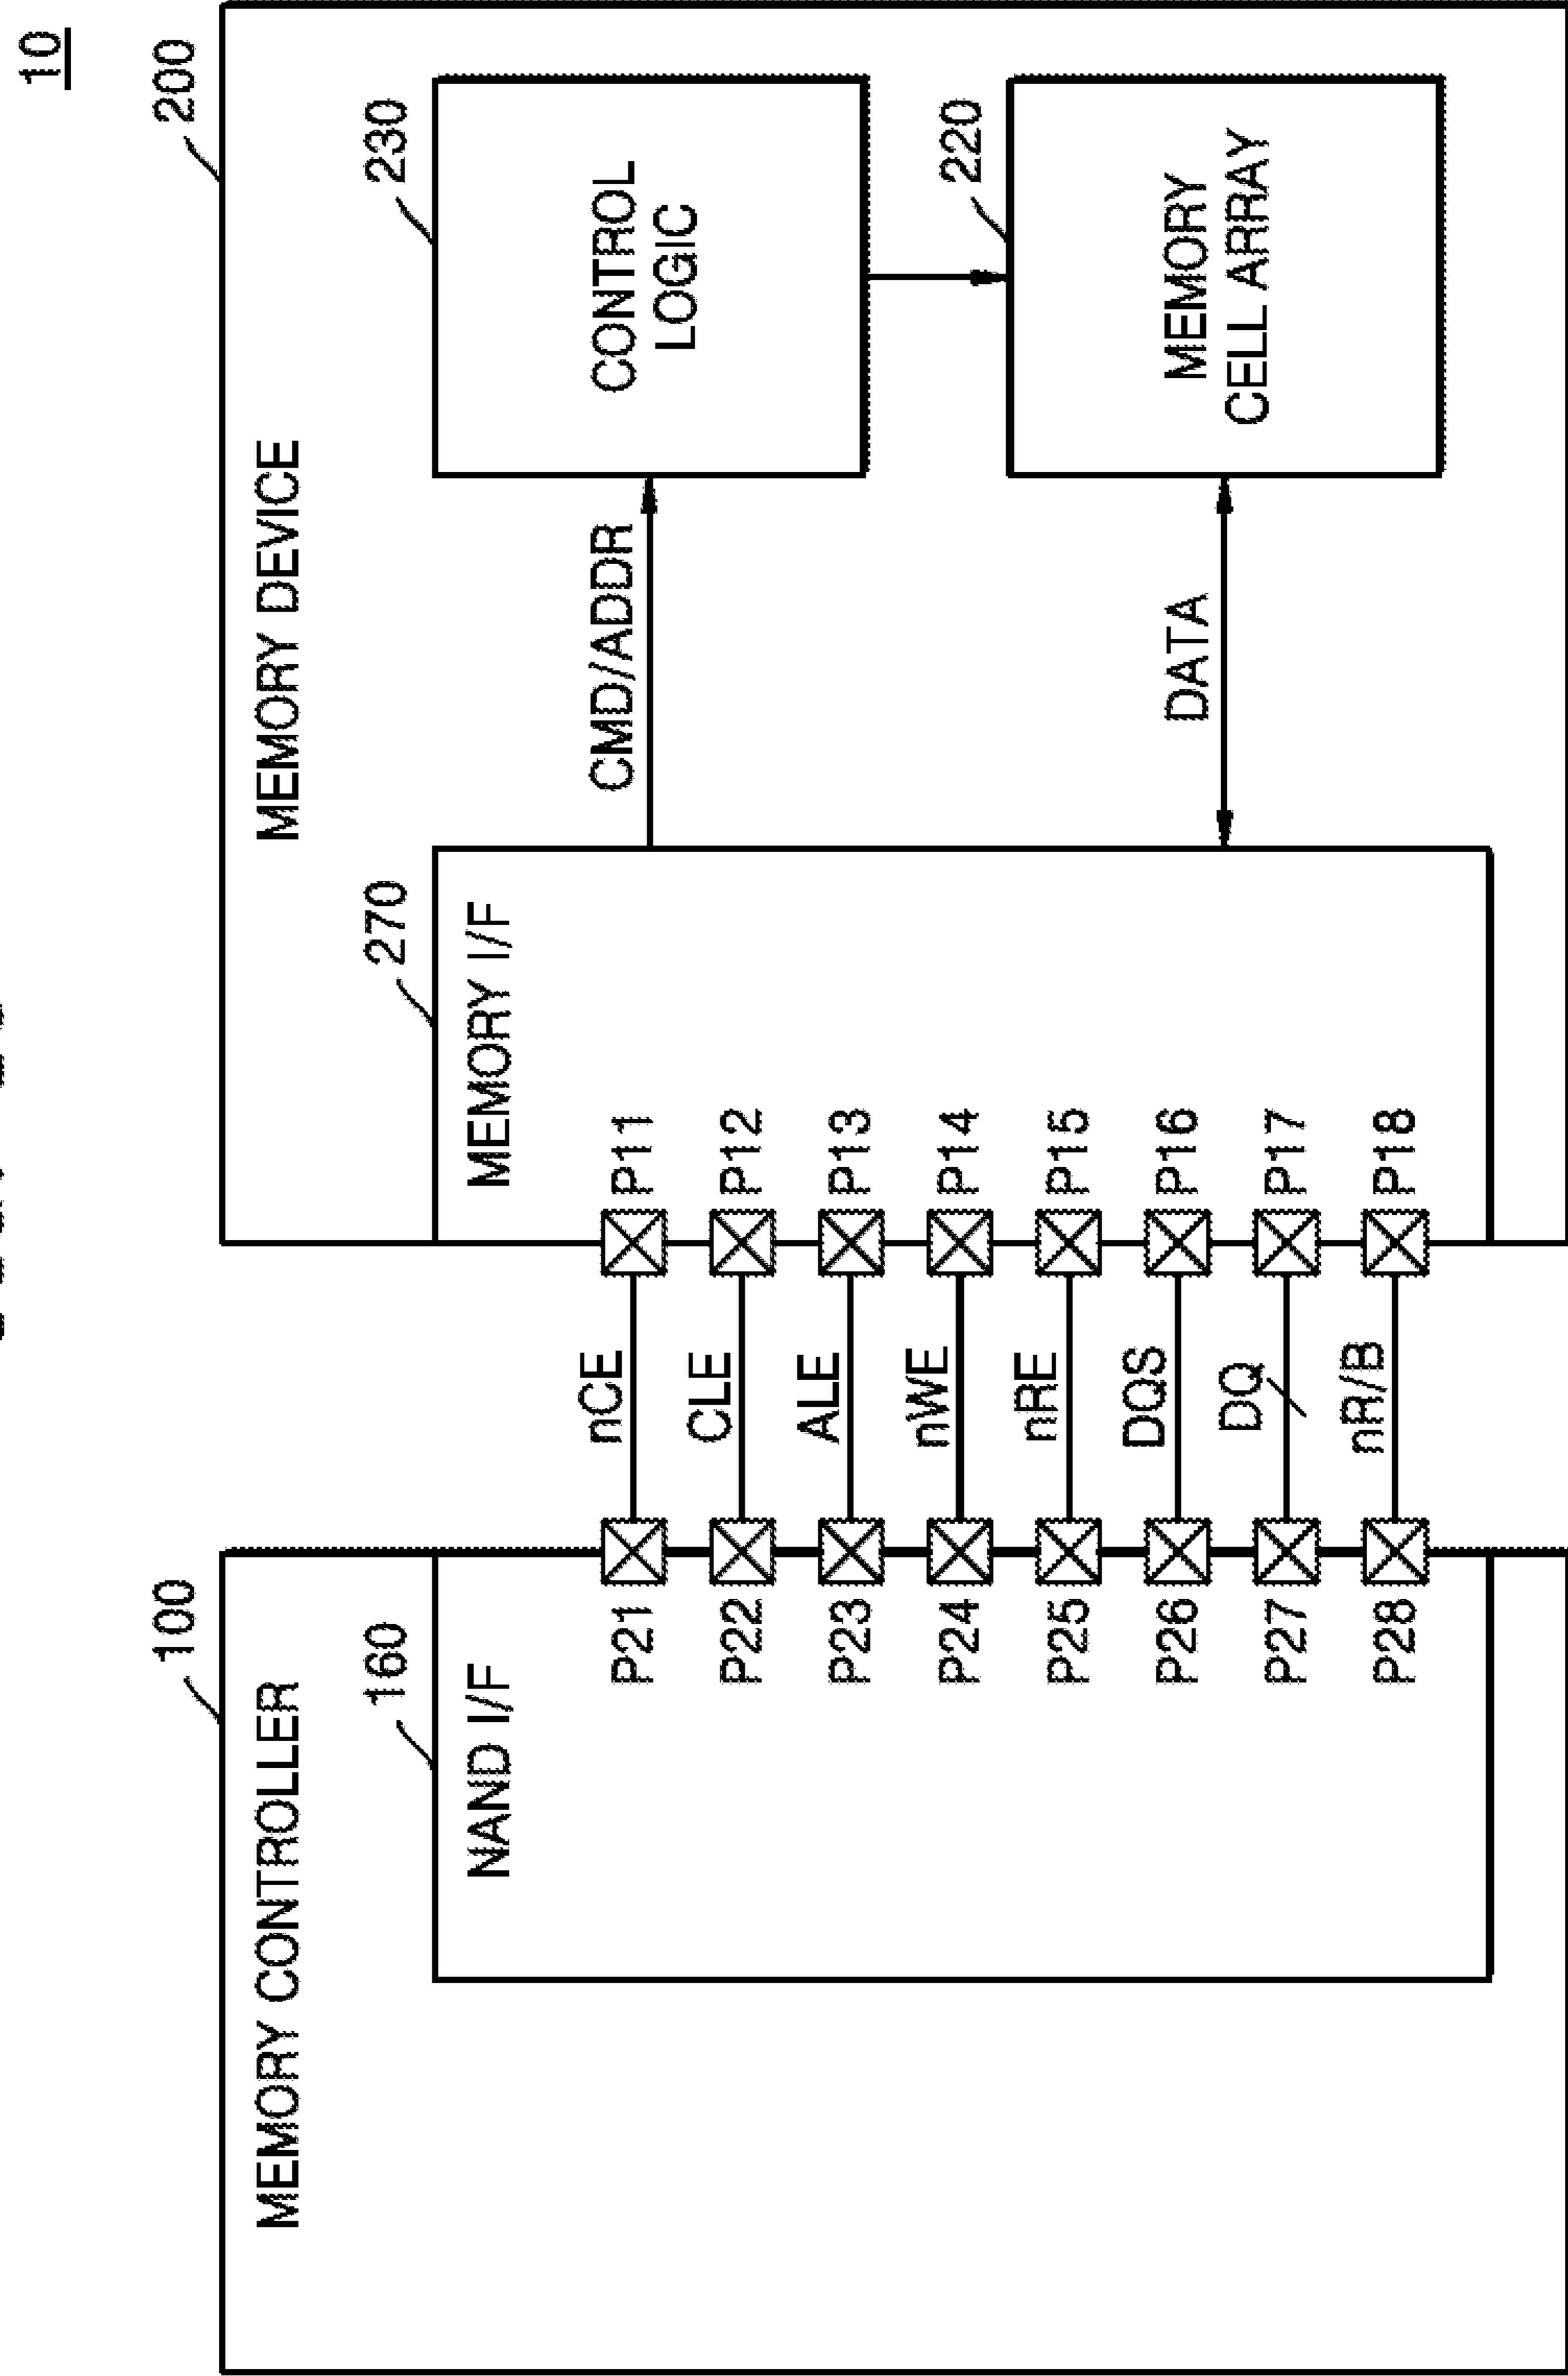 10
100
MEMORY CONTROLLER
160
NAND I/F
P21
P22
P23
P24
P25
P26
P27
P28
nCE
CLE
ALE
nWE
nRE
DQS
DQ
nR/B
200
MEMORY DEVICE
270
MEMORY I/F
P11
P12
P13
P14
P15
P16
P17
P18
CMD/ADDR
DATA
230
CONTROL
LOGIC
220
MEMORY
CELL ARRAY